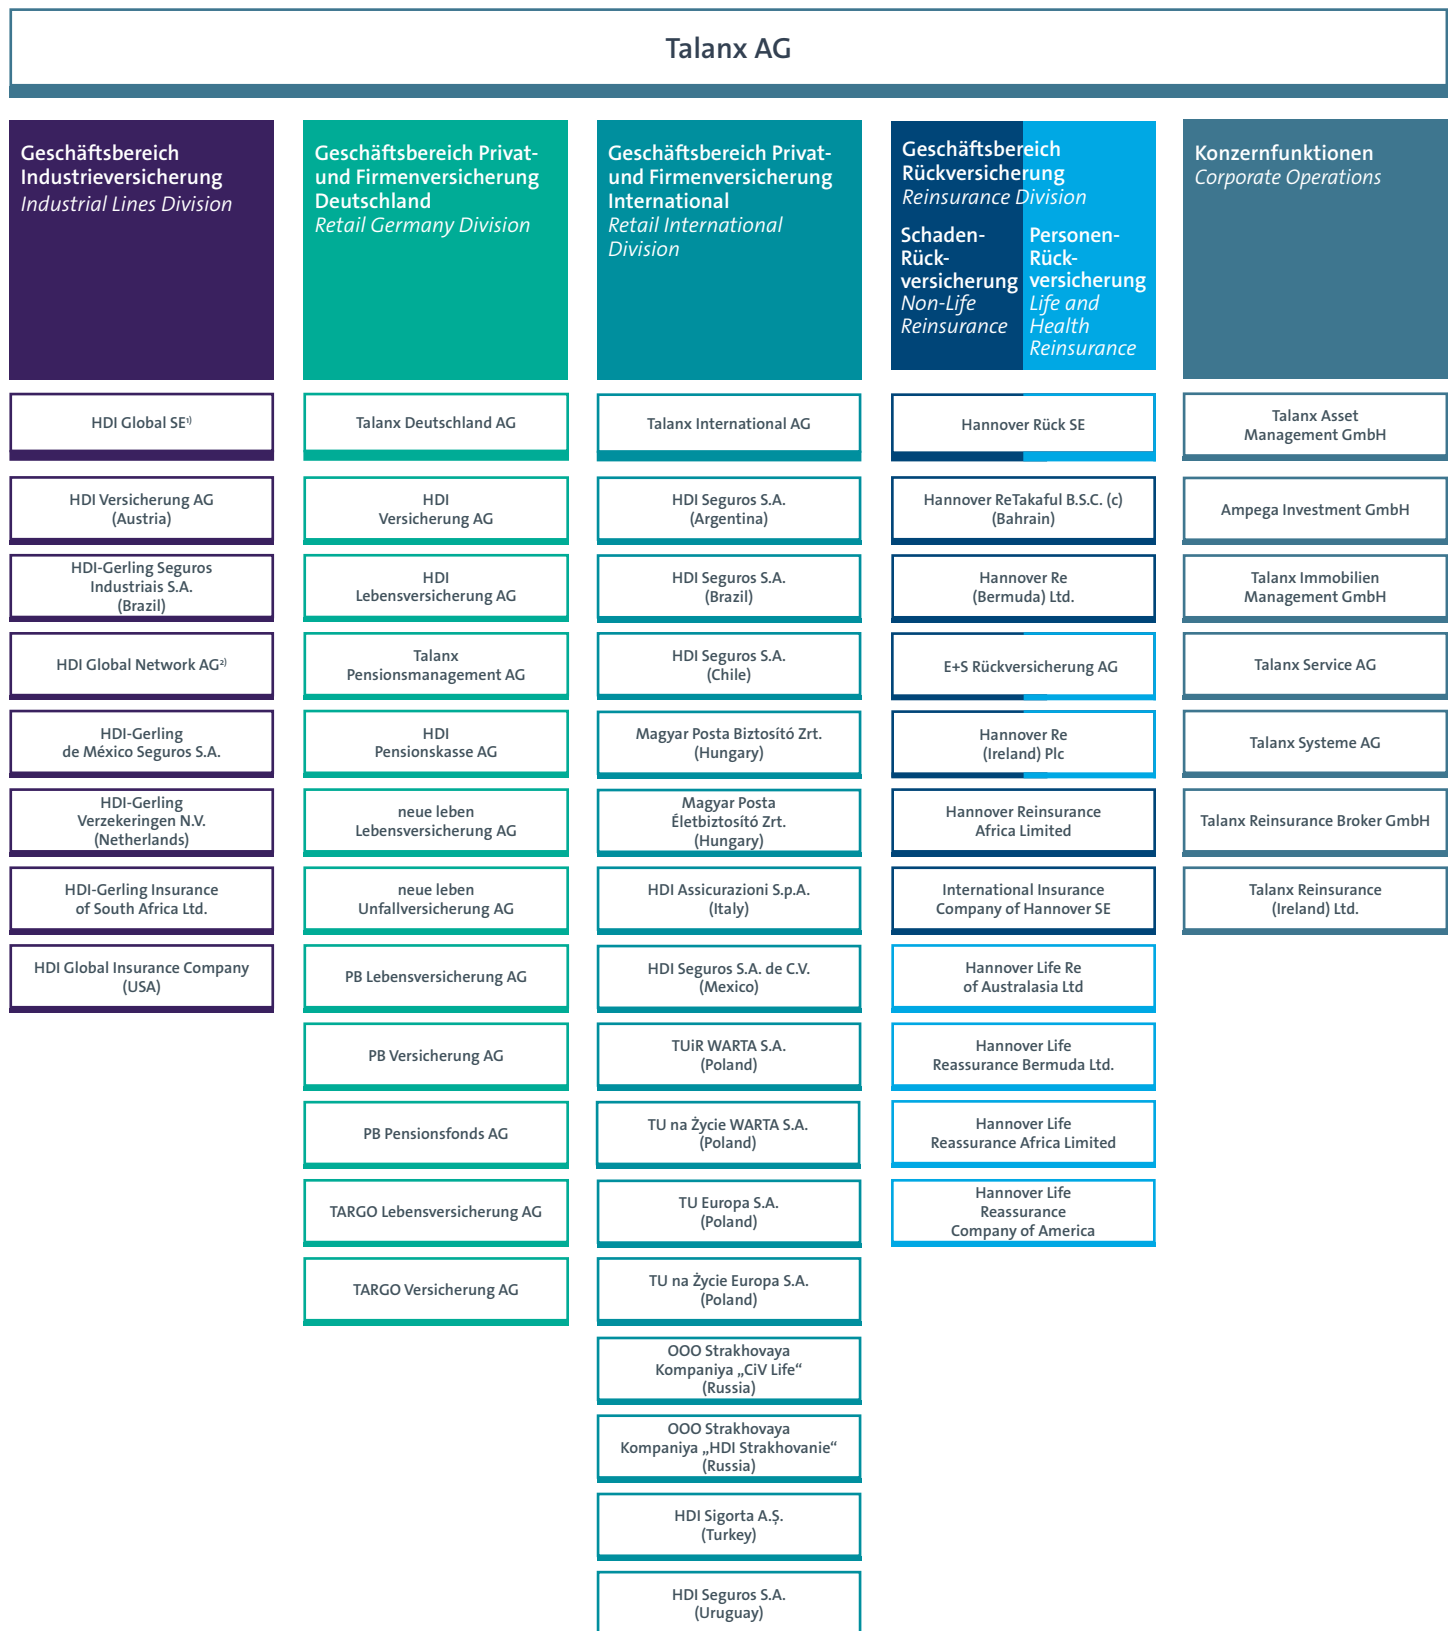 Talanx AG
Geschäftsbereich
Industrieversicherung
Industrial Lines Division
HDI Global SE¹⁾
HDI Versicherung AG
(Austria)
HDI-Gerling Seguros
Industriais S.A.
(Brazil)
HDI Global Network AG²⁾
HDI-Gerling
de México Seguros S.A.
HDI-Gerling
Verzekeringen N.V.
(Netherlands)
HDI-Gerling Insurance
of South Africa Ltd.
HDI Global Insurance Company
(USA)
Geschäftsbereich Privat-
und Firmenversicherung
Deutschland
Retail Germany Division
Talanx Deutschland AG
HDI
Versicherung AG
HDI
Lebensversicherung AG
Talanx
Pensionsmanagement AG
HDI
Pensionskasse AG
neue leben
Lebensversicherung AG
neue leben
Unfallversicherung AG
PB Lebensversicherung AG
PB Versicherung AG
PB Pensionsfonds AG
TARGO Lebensversicherung AG
TARGO Versicherung AG
Geschäftsbereich Privat-
und Firmenversicherung
International
Retail International
Division
Talanx International AG
HDI Seguros S.A.
(Argentina)
HDI Seguros S.A.
(Brazil)
HDI Seguros S.A.
(Chile)
Magyar Posta Biztosító Zrt.
(Hungary)
Magyar Posta
Életbiztosító Zrt.
(Hungary)
HDI Assicurazioni S.p.A.
(Italy)
HDI Seguros S.A. de C.V.
(Mexico)
TUiR WARTA S.A.
(Poland)
TU na Życie WARTA S.A.
(Poland)
TU Europa S.A.
(Poland)
TU na Życie Europa S.A.
(Poland)
OOO Strakhovaya
Kompaniya „CiV Life“
(Russia)
OOO Strakhovaya
Kompaniya „HDI Strakhovanie“
(Russia)
HDI Sigorta A.Ş.
(Turkey)
HDI Seguros S.A.
(Uruguay)
Geschäftsbereich
Rückversicherung
Reinsurance Division
Schaden-
Rück-
versicherung
Non-Life
Reinsurance
Personen-
Rück-
versicherung
Life and
Health
Reinsurance
Hannover Rück SE
Hannover ReTakaful B.S.C. (c)
(Bahrain)
Hannover Re
(Bermuda) Ltd.
E+S Rückversicherung AG
Hannover Re
(Ireland) Plc
Hannover Reinsurance
Africa Limited
International Insurance
Company of Hannover SE
Hannover Life Re
of Australasia Ltd
Hannover Life
Reassurance Bermuda Ltd.
Hannover Life
Reassurance Africa Limited
Hannover Life
Reassurance
Company of America
Konzernfunktionen
Corporate Operations
Talanx Asset
Management GmbH
Ampega Investment GmbH
Talanx Immobilien
Management GmbH
Talanx Service AG
Talanx Systeme AG
Talanx Reinsurance Broker GmbH
Talanx Reinsurance
(Ireland) Ltd.